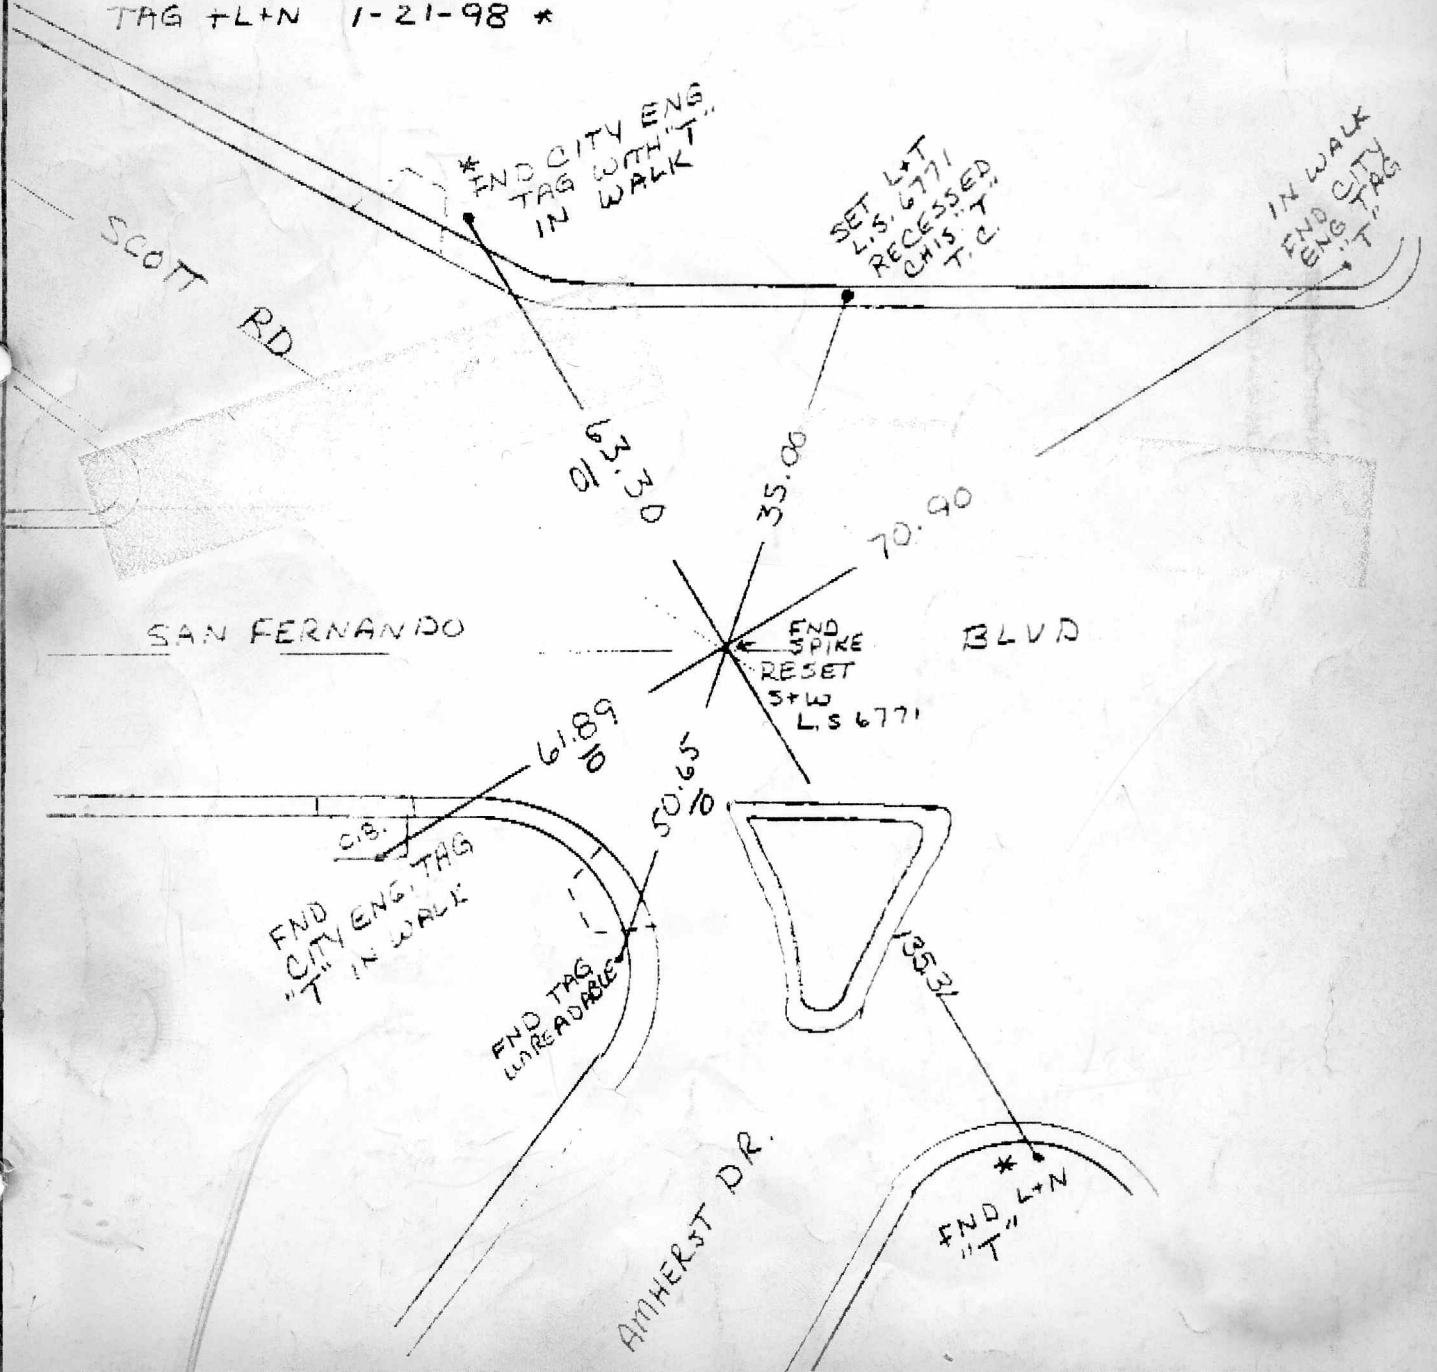 TAG + L+N 1-21-98 *
* FND CITY ENG
TAG WITH "T"
IN WALK
SET L+T
L.S. 6771
RECESSED
CHIS. "T"
T.C.
IN WALK
FND CITY
ENG TAG
"T"
SCOTT
RD
63.30
01
35.00
70.90
SAN FERNANDO
BLVD
FND
SPIKE
RESET
S+W
L.S 6771
61.89
10
50.65
10
C.B.
FND
CITY ENG. TAG
"T" IN WALK
FND TAG
UNREADABLE
135.31
* FND L+N
"T"
AMHERST DR.